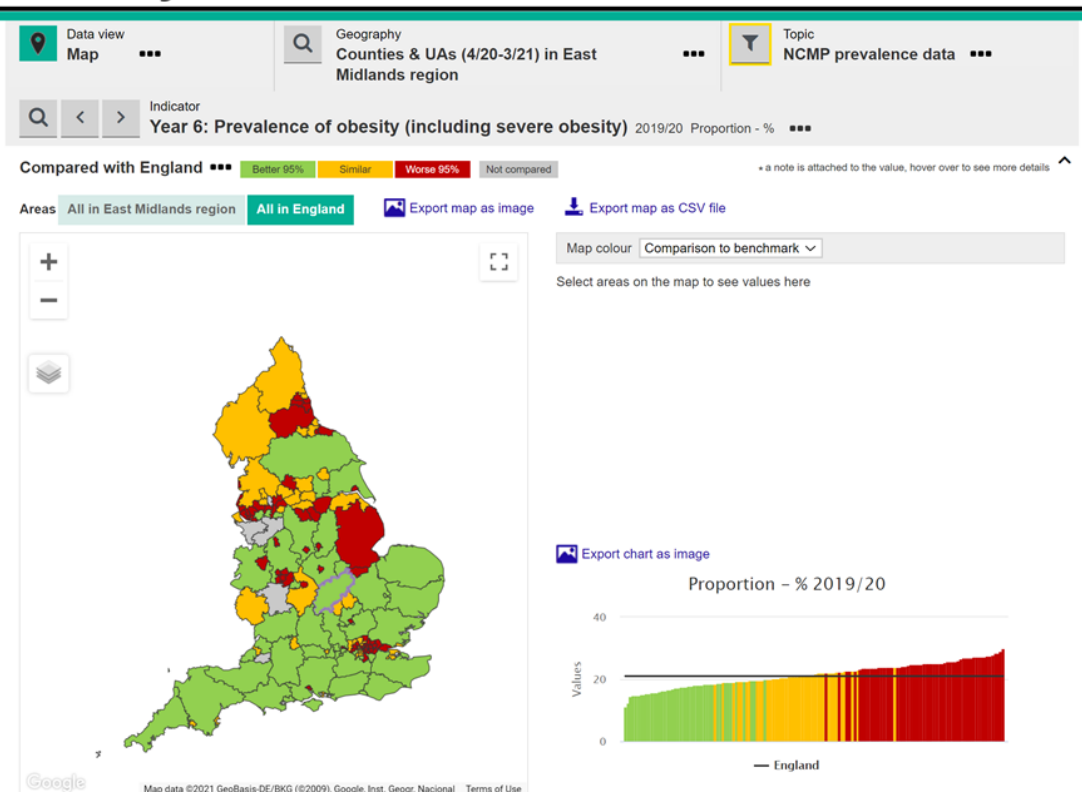 Data view
Map
Geography
Counties & UAs (4/20-3/21) in East
Midlands region
Topic
NCMP prevalence data
Indicator
Year 6: Prevalence of obesity (including severe obesity) 2019/20 Proportion - %
Compared with England
Better 95%
Similar
Worse 95%
Not compared
* a note is attached to the value, hover over to see more details
Areas
All in East Midlands region
All in England
Export map as image
Export map as CSV file
Map colour
Comparison to benchmark
Select areas on the map to see values here
Export chart as image
Proportion – % 2019/20
40
20
0
Values
England
Google
Map data ©2021 GeoBasis-DE/BKG (©2009), Google, Inst. Geogr. Nacional
Terms of Use